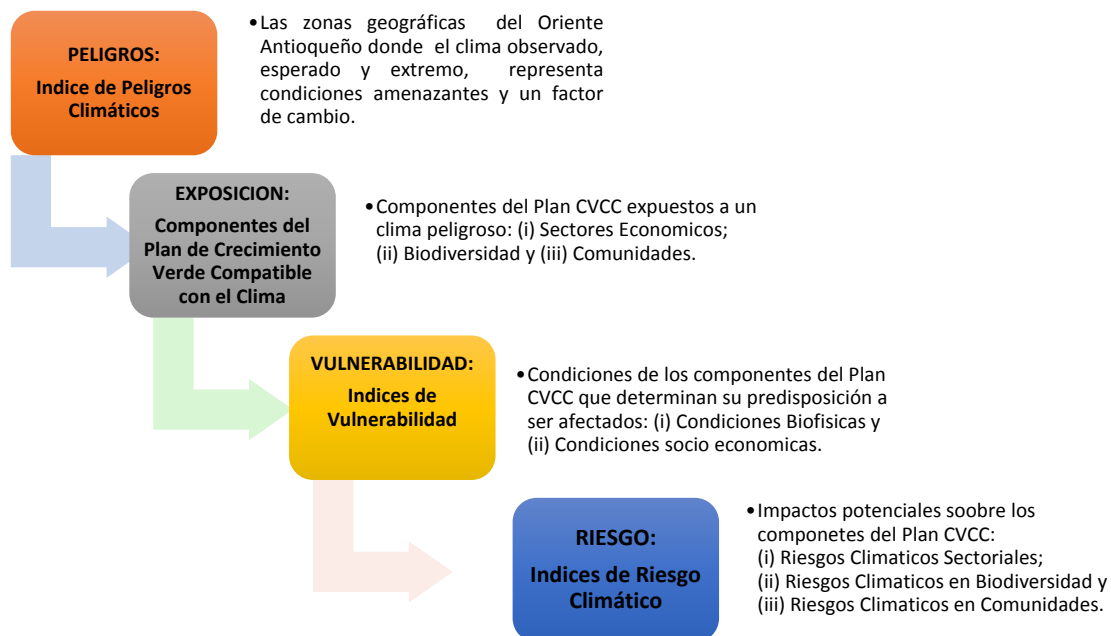 PELIGROS:
Indice de Peligros
Climáticos
•Las zonas geográficas del Oriente
Antioqueño donde el clima observado,
esperado y extremo, representa
condiciones amenazantes y un factor
de cambio.
EXPOSICION:
Componentes del
Plan de Crecimiento
Verde Compatible
con el Clima
•Componentes del Plan CVCC expuestos a un
clima peligroso: (i) Sectores Economicos;
(ii) Biodiversidad y (iii) Comunidades.
VULNERABILIDAD:
Indices de
Vulnerabilidad
•Condiciones de los componentes del Plan
CVCC que determinan su predisposición a
ser afectados: (i) Condiciones Biofisicas y
(ii) Condiciones socio economicas.
RIESGO:
Indices de Riesgo
Climático
•Impactos potenciales soobre los
componetes del Plan CVCC:
(i) Riesgos Climaticos Sectoriales;
(ii) Riesgos Climaticos en Biodiversidad y
(iii) Riesgos Climaticos en Comunidades.